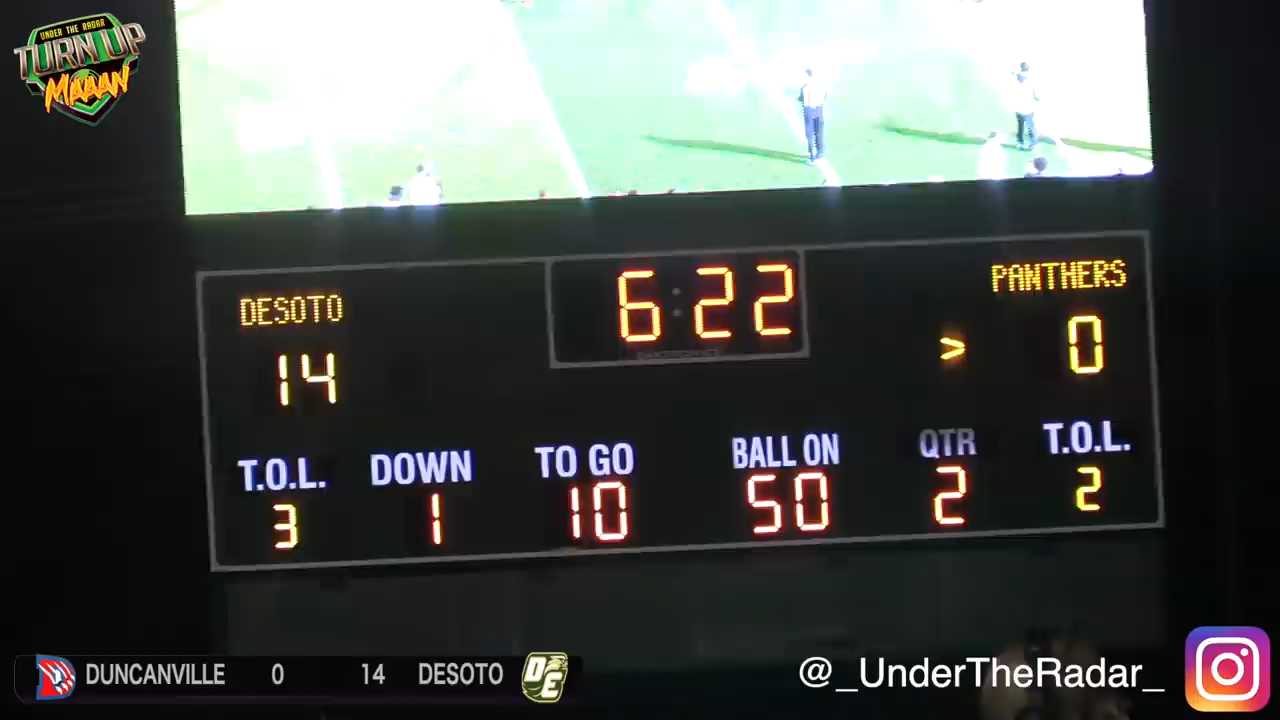 UNDER THE RADAR
TURN UP
MAAAN
DESOTO
6:22
PANTHERS
14
>
0
T.O.L.
DOWN
TO GO
BALL ON
QTR
T.O.L.
3
1
10
50
2
2
D DUNCANVILLE 0 14 DESOTO DE
@_UnderTheRadar_